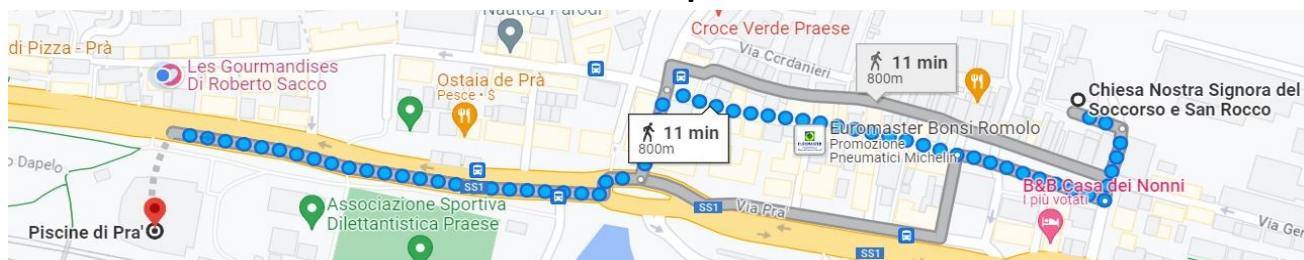 Nautica Parodi
Croce Verde Praese
di Pizza - Prà
Les Gourmandises
Di Roberto Sacco
Ostaia de Prà
Pesce • $
Via Cordanieri
11 min
800m
Chiesa Nostra Signora del
Soccorso e San Rocco
11 min
800m
Euromaster Bonsi Romolo
Promozione
Pneumatici Michelin
o Dapelo
SS1
B&B Casa dei Nonni
I più votati
Associazione Sportiva
Dilettantistica Praese
SS1
Via Pra'
Via Ger
Piscine di Pra'
SS1